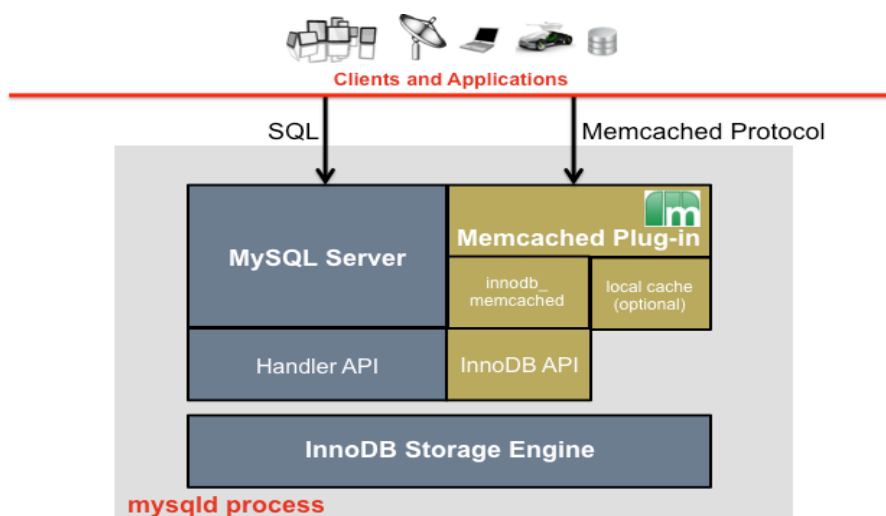 Clients and Applications
SQL
Memcached Protocol
m
MySQL Server
Memcached Plug-in
innodb_
memcached
local cache
(optional)
Handler API
InnoDB API
InnoDB Storage Engine
mysqld process